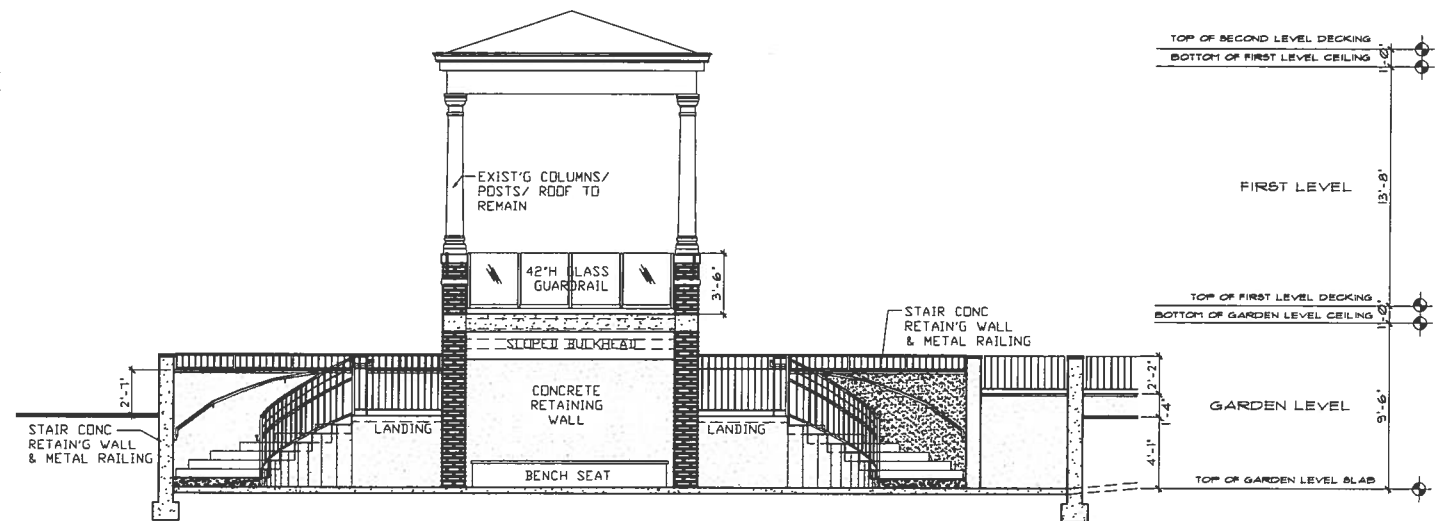 TOP OF SECOND LEVEL DECKING
BOTTOM OF FIRST LEVEL CEILING
1'-0"
EXIST'G COLUMNS/
POSTS/ ROOF TO
REMAIN
FIRST LEVEL
13'-8"
42"H GLASS
GUARDRAIL
3'-6"
TOP OF FIRST LEVEL DECKING
BOTTOM OF GARDEN LEVEL CEILING
1'-0"
STAIR CONC
RETAIN'G WALL
& METAL RAILING
SLOPED BULKHEAD
2'-1"
CONCRETE
RETAINING
WALL
2'-2"
1'-4"
GARDEN LEVEL
9'-6"
STAIR CONC
RETAIN'G WALL
& METAL RAILING
LANDING
LANDING
4'-1"
BENCH SEAT
TOP OF GARDEN LEVEL SLAB